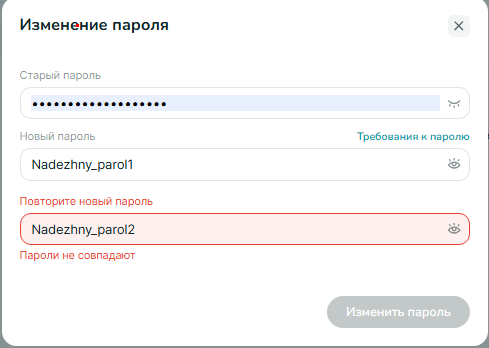 Изменение пароля
Старый пароль
•••••••••••••••••••
Новый пароль
Требования к паролю
Nadezhny_parol1
Повторите новый пароль
Nadezhny_parol2
Пароли не совпадают
Изменить пароль